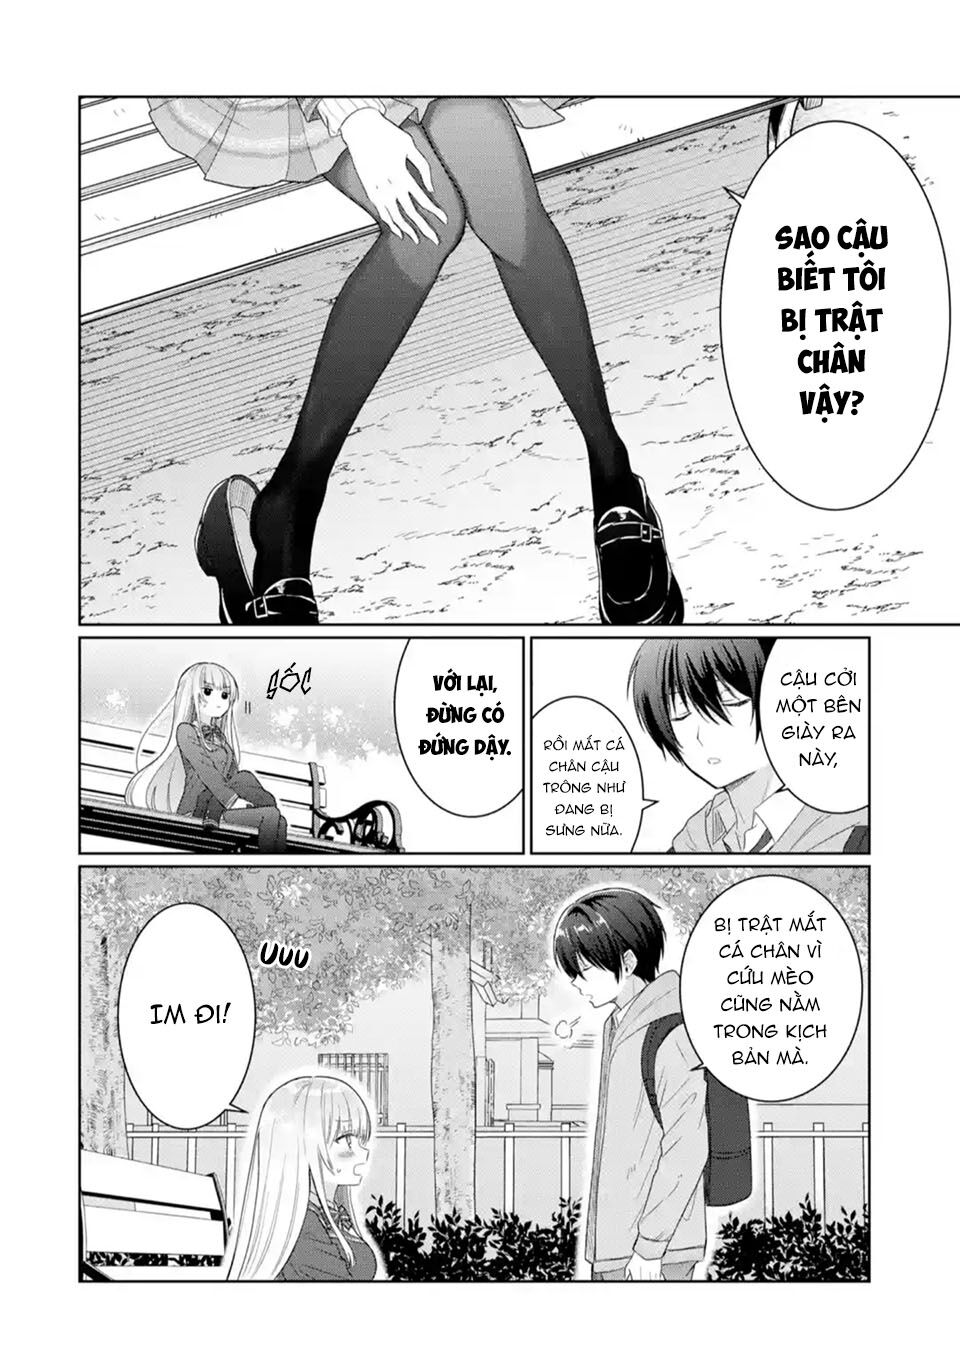 SAO CẬU
BIẾT TÔI
BỊ TRẬT
CHÂN
VẬY?
CẬU CỞI
MỘT BÊN
GIÀY RA
NÀY,
RỒI MẮT CÁ
CHÂN CẬU
TRÔNG NHƯ
ĐANG BỊ
SƯNG NỮA.
VỚI LẠI,
ĐỪNG CÓ
ĐỨNG DẬY.
SỐC
BỊ TRẬT MẮT
CÁ CHÂN VÌ
CỨU MÈO
CŨNG NẰM
TRONG KỊCH
BẢN MÀ.
UUU
IM ĐI!